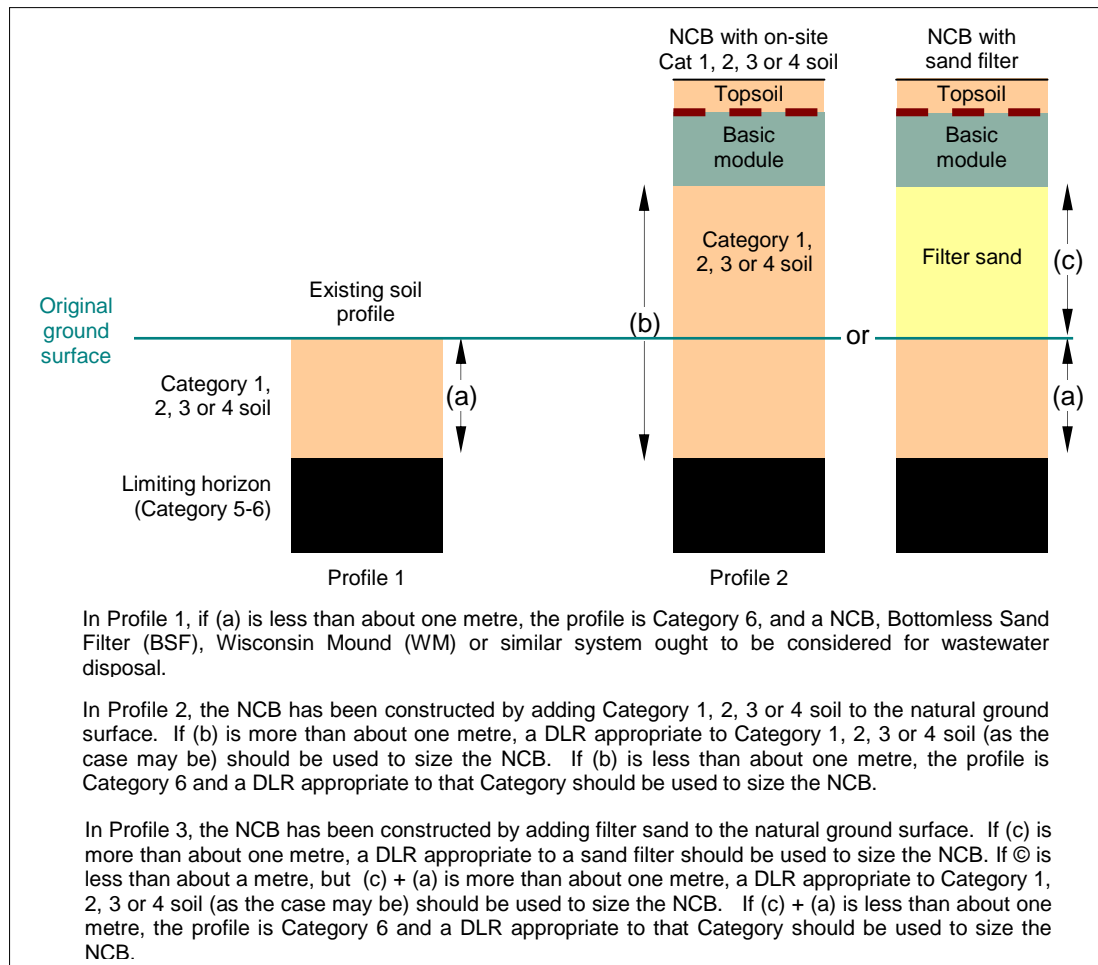 NCB with on-site
Cat 1, 2, 3 or 4 soil
NCB with
sand filter
Topsoil
Topsoil
Basic
module
Basic
module
Category 1,
2, 3 or 4 soil
Filter sand
(c)
Existing soil
profile
Original
ground
surface
(b)
or
Category 1,
2, 3 or 4 soil
(a)
(a)
Limiting horizon
(Category 5-6)
Profile 1
Profile 2
In Profile 1, if (a) is less than about one metre, the profile is Category 6, and a NCB, Bottomless Sand
Filter (BSF), Wisconsin Mound (WM) or similar system ought to be considered for wastewater
disposal.
In Profile 2, the NCB has been constructed by adding Category 1, 2, 3 or 4 soil to the natural ground
surface. If (b) is more than about one metre, a DLR appropriate to Category 1, 2, 3 or 4 soil (as the
case may be) should be used to size the NCB. If (b) is less than about one metre, the profile is
Category 6 and a DLR appropriate to that Category should be used to size the NCB.
In Profile 3, the NCB has been constructed by adding filter sand to the natural ground surface. If (c) is
more than about one metre, a DLR appropriate to a sand filter should be used to size the NCB. If © is
less than about a metre, but (c) + (a) is more than about one metre, a DLR appropriate to Category 1,
2, 3 or 4 soil (as the case may be) should be used to size the NCB. If (c) + (a) is less than about one
metre, the profile is Category 6 and a DLR appropriate to that Category should be used to size the
NCB.